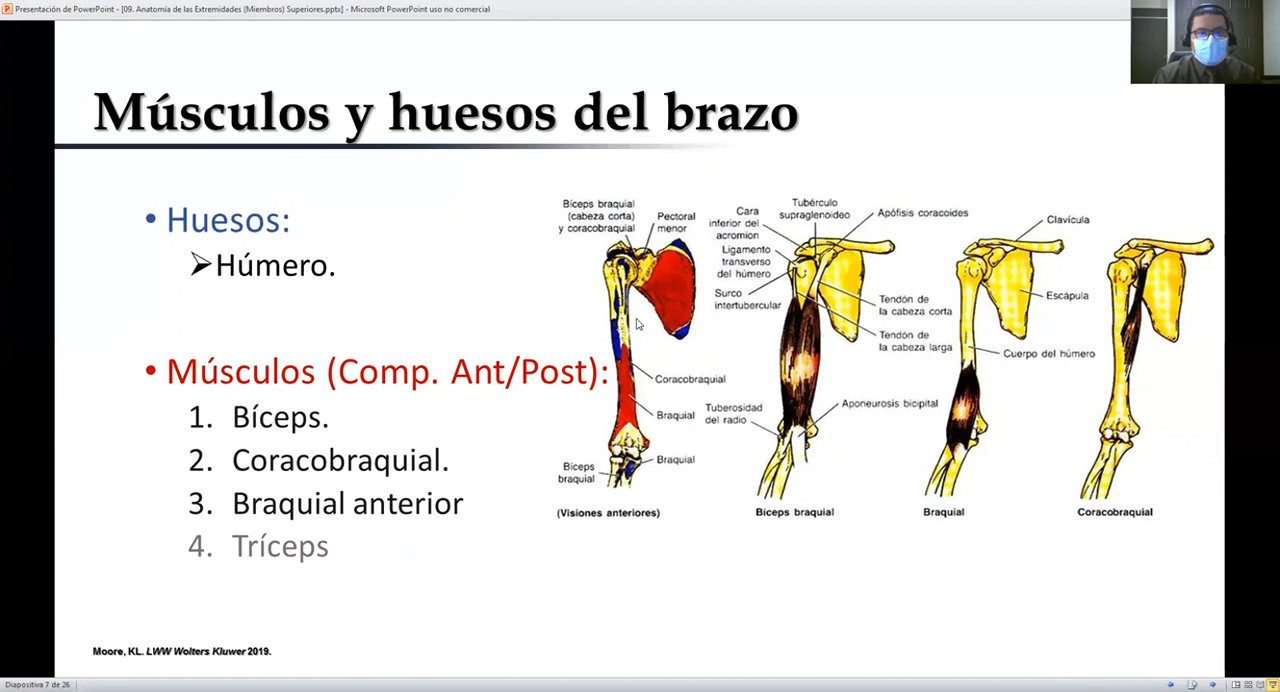 Presentación de PowerPoint - [09. Anatomía de las Extremidades (Miembros) Superiores.pptx] - Microsoft PowerPoint uso no comercial
Músculos y huesos del brazo
• Huesos:
➢Húmero.
• Músculos (Comp. Ant/Post):
1. Bíceps.
2. Coracobraquial.
3. Braquial anterior
4. Tríceps
Bíceps braquial
(cabeza corta)
y coracobraquial
Pectoral
menor
Coracobraquial
Braquial
Braquial
Bíceps
braquial
(Visiones anteriores)
Cara
inferior del
acromion
Ligamento
transverso
del húmero
Surco
intertubercular
Tubérculo
supraglenoideo
Apófisis coracoides
Tendón de
la cabeza corta
Tendón de
la cabeza larga
Tuberosidad
del radio
Aponeurosis bicipital
Bíceps braquial
Clavícula
Escápula
Cuerpo del húmero
Braquial
Coracobraquial
Moore, KL. LWW Wolters Kluwer 2019.
Diapositiva 7 de 26